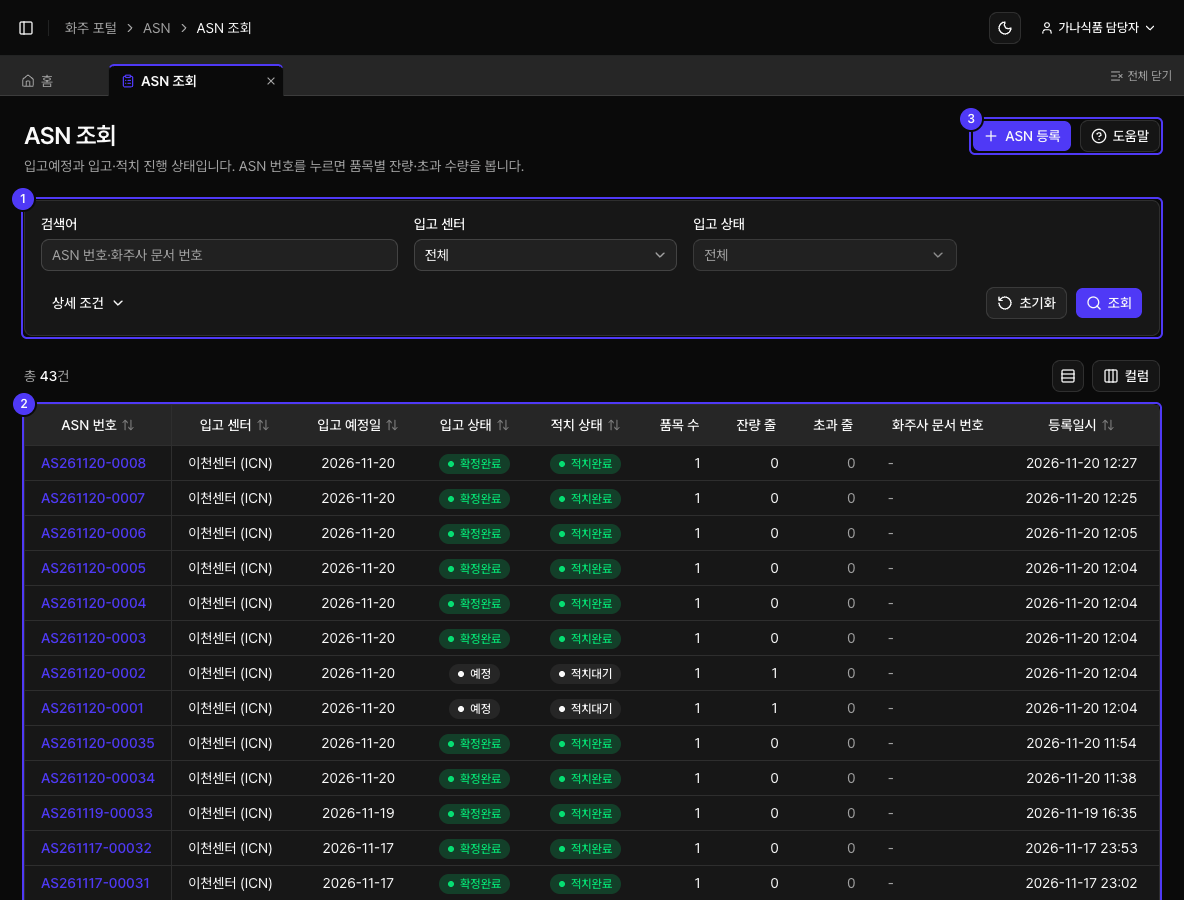 화주 포털 > ASN > ASN 조회
가나식품 담당자
홈
ASN 조회
전체 닫기
ASN 조회
3
ASN 등록
도움말
입고예정과 입고·적치 진행 상태입니다. ASN 번호를 누르면 품목별 잔량·초과 수량을 봅니다.
1
검색어 입고 센터 입고 상태
ASN 번호·화주사 문서 번호 전체 전체
상세 조건 초기화 조회
총 43건 컬럼
2
ASN 번호 입고 센터 입고 예정일 입고 상태 적치 상태 품목 수 잔량 줄 초과 줄 화주사 문서 번호 등록일시
AS261120-0008 이천센터 (ICN) 2026-11-20 확정완료 적치완료 1 0 0 - 2026-11-20 12:27
AS261120-0007 이천센터 (ICN) 2026-11-20 확정완료 적치완료 1 0 0 - 2026-11-20 12:25
AS261120-0006 이천센터 (ICN) 2026-11-20 확정완료 적치완료 1 0 0 - 2026-11-20 12:05
AS261120-0005 이천센터 (ICN) 2026-11-20 확정완료 적치완료 1 0 0 - 2026-11-20 12:04
AS261120-0004 이천센터 (ICN) 2026-11-20 확정완료 적치완료 1 0 0 - 2026-11-20 12:04
AS261120-0003 이천센터 (ICN) 2026-11-20 확정완료 적치완료 1 0 0 - 2026-11-20 12:04
AS261120-0002 이천센터 (ICN) 2026-11-20 예정 적치대기 1 1 0 - 2026-11-20 12:04
AS261120-0001 이천센터 (ICN) 2026-11-20 예정 적치대기 1 1 0 - 2026-11-20 12:04
AS261120-00035 이천센터 (ICN) 2026-11-20 확정완료 적치완료 1 0 0 - 2026-11-20 11:54
AS261120-00034 이천센터 (ICN) 2026-11-20 확정완료 적치완료 1 0 0 - 2026-11-20 11:38
AS261119-00033 이천센터 (ICN) 2026-11-19 확정완료 적치완료 1 0 0 - 2026-11-19 16:35
AS261117-00032 이천센터 (ICN) 2026-11-17 확정완료 적치완료 1 0 0 - 2026-11-17 23:53
AS261117-00031 이천센터 (ICN) 2026-11-17 확정완료 적치완료 1 0 0 - 2026-11-17 23:02